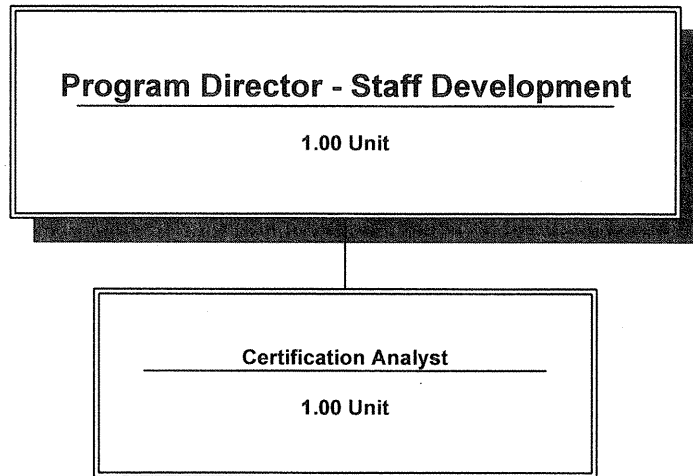 Program Director - Staff Development
1.00 Unit
Certification Analyst
1.00 Unit